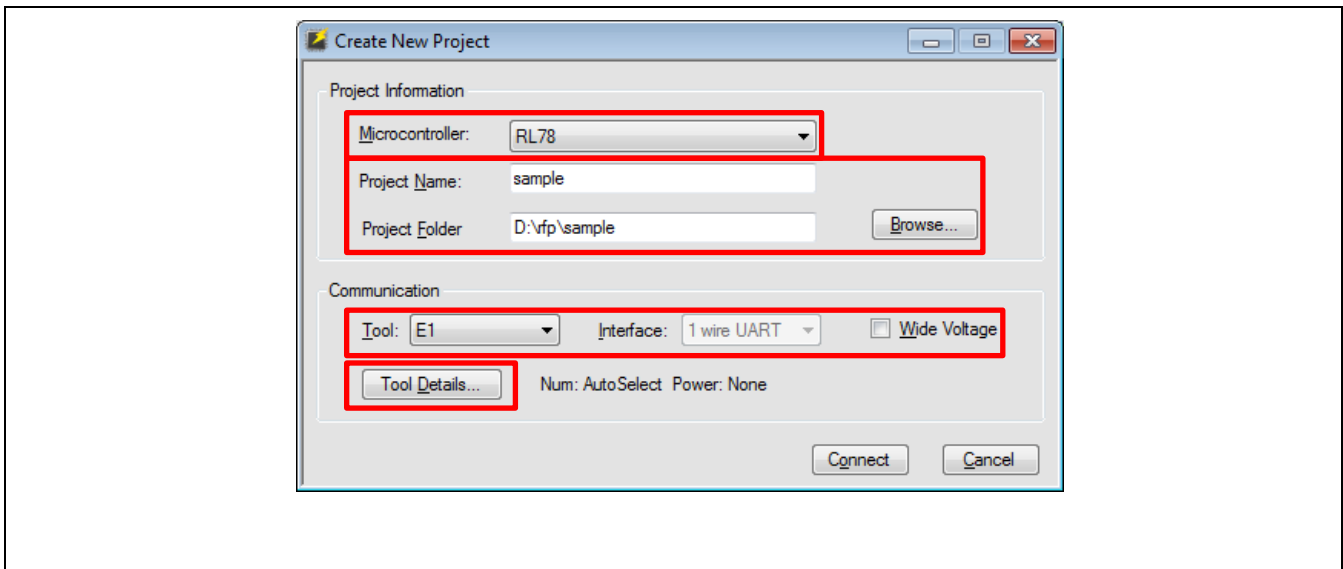 Create New Project
Project Information
Microcontroller: RL78
Project Name: sample
Project Folder D:\rfp\sample Browse...
Communication
Tool: E1 Interface: 1 wire UART Wide Voltage
Tool Details... Num: AutoSelect Power: None
Connect Cancel